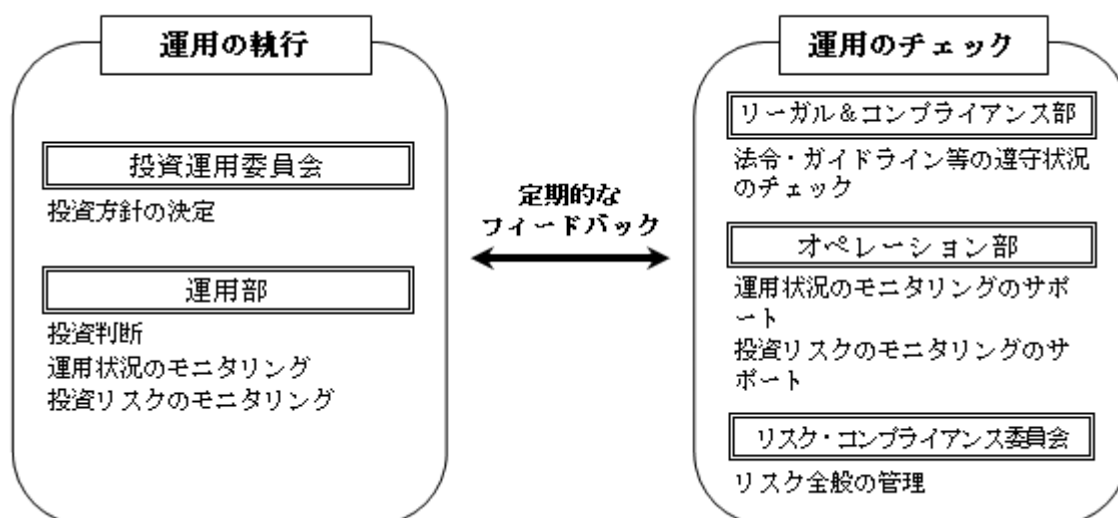 運用の執行
投資運用委員会
投資方針の決定
運用部
投資判断
運用状況のモニタリング
投資リスクのモニタリング
定期的な
フィードバック
運用のチェック
リーガル＆コンプライアンス部
法令・ガイドライン等の遵守状況
のチェック
オペレーション部
運用状況のモニタリングのサポ
ート
投資リスクのモニタリングのサ
ポート
リスク・コンプライアンス委員会
リスク全般の管理